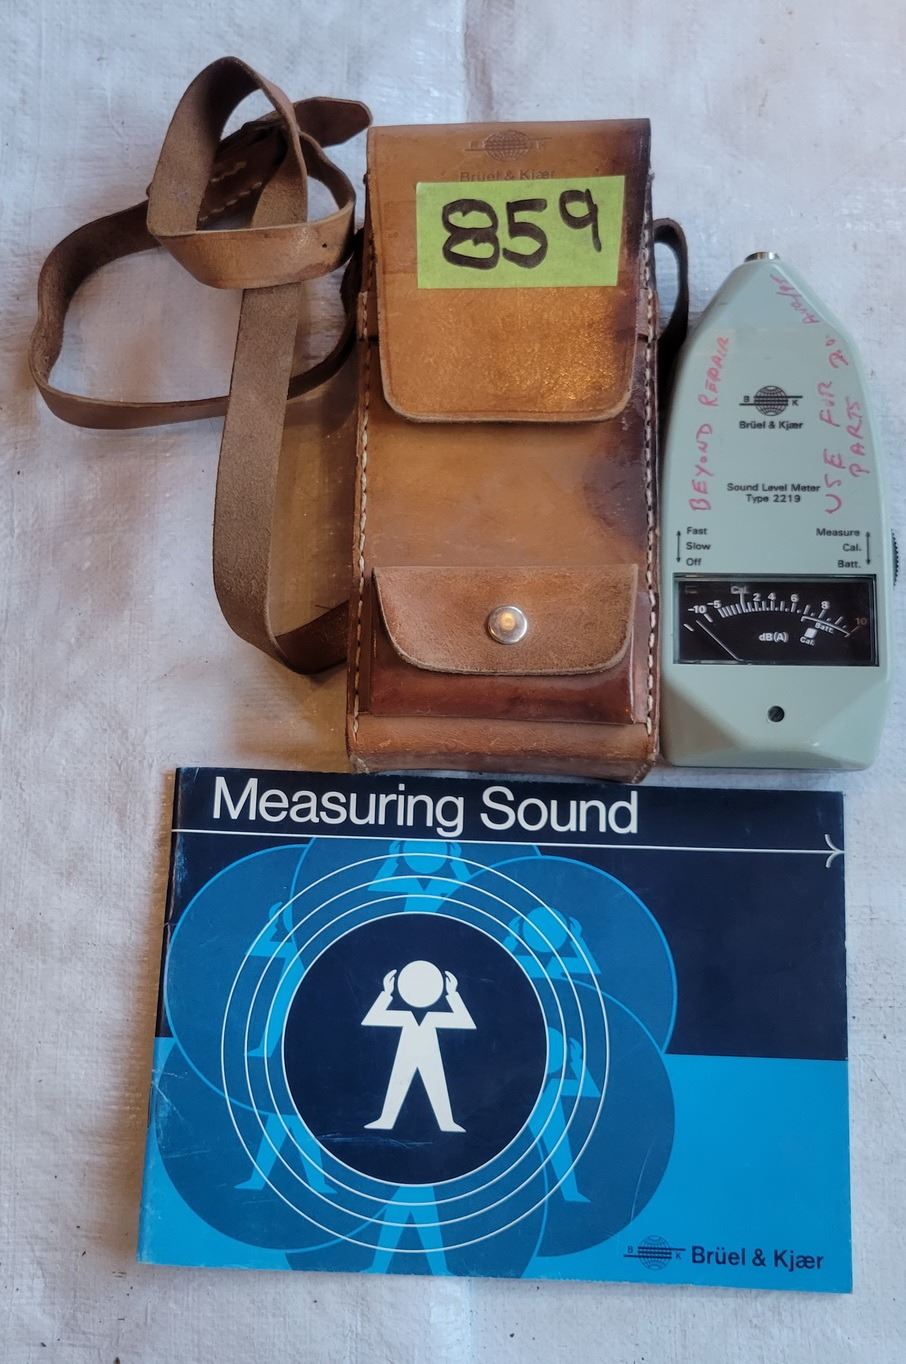 B K
Brüel & Kjær
859
BEYOND REPAIR
USE FOR
PARTS
B K
Brüel & Kjær
Sound Level Meter
Type 2219
Fast
Slow
Off
Measure
Cal.
Batt.
Cal.
-10 -5 2 4 6 8 10
Batt.
dB(A)
Cal.
Measuring Sound
B K Brüel & Kjær